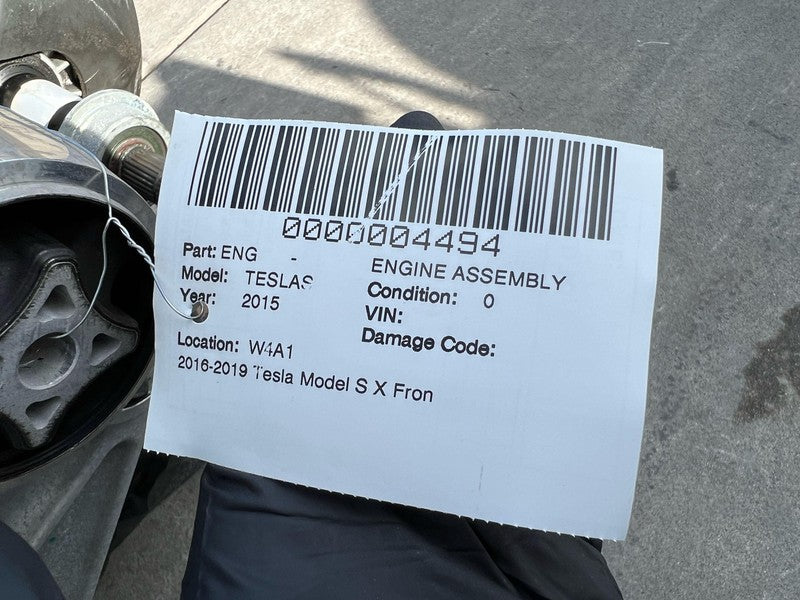 0000004494
Part: ENG -
ENGINE ASSEMBLY
Model: TESLAS
Condition: 0
Year: 2015
VIN:
Location: W4A1
Damage Code:
2016-2019 Tesla Model S X Fron